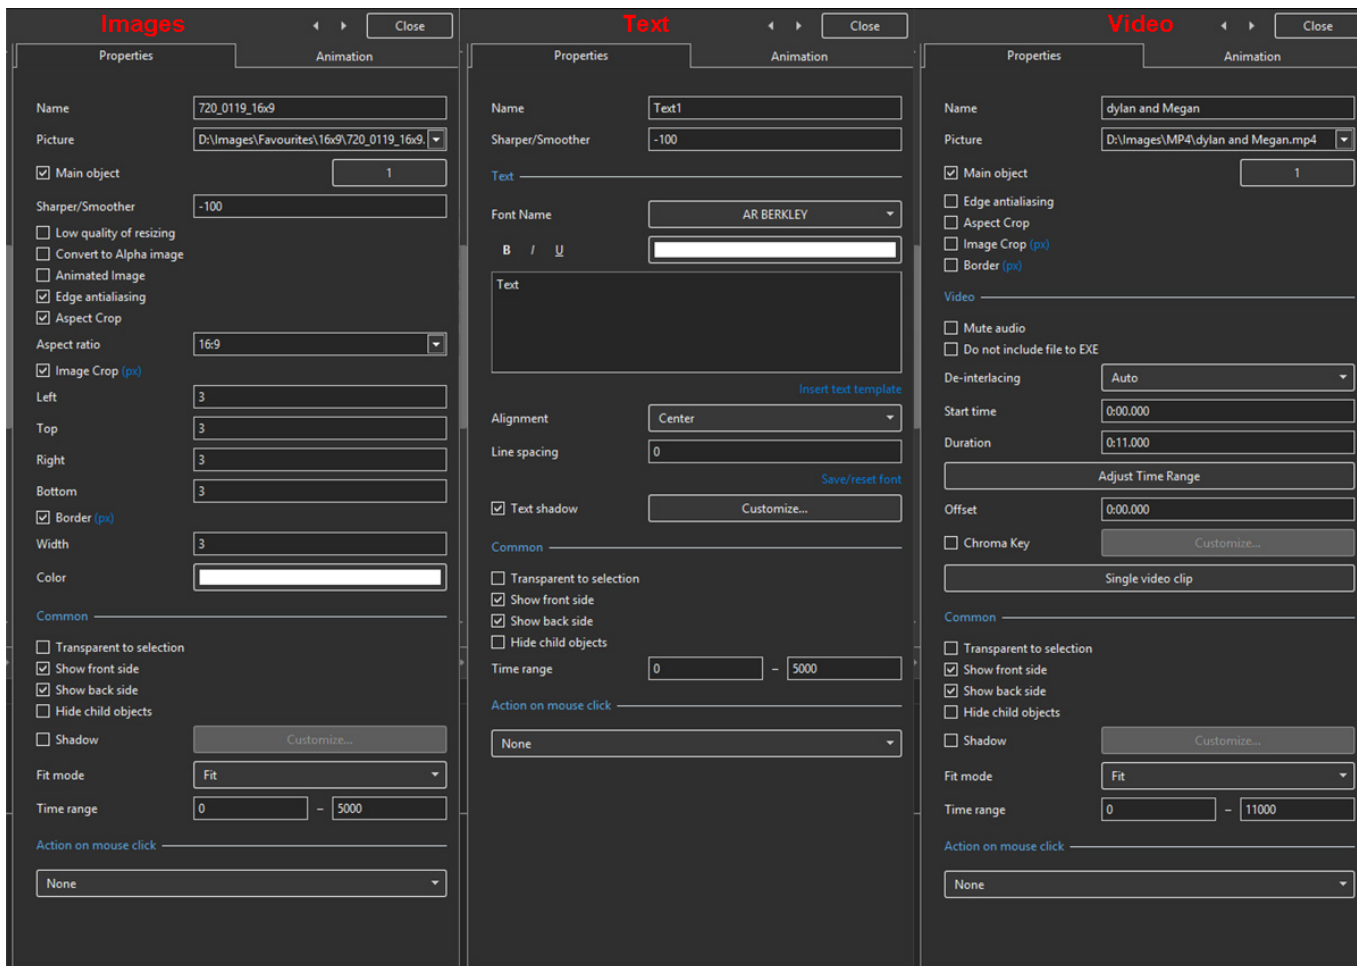 Images
Close
Properties Animation
Name 720_0119_16x9
Picture D:\Images\Favourites\16x9\720_0119_16x9.
Main object 1
Sharper/Smoother -100
Low quality of resizing
Convert to Alpha image
Animated Image
Edge antialiasing
Aspect Crop
Aspect ratio 16:9
Image Crop (px)
Left 3
Top 3
Right 3
Bottom 3
Border (px)
Width 3
Color
Common
Transparent to selection
Show front side
Show back side
Hide child objects
Shadow Customize...
Fit mode Fit
Time range 0 – 5000
Action on mouse click
None
Text
Close
Properties Animation
Name Text1
Sharper/Smoother -100
Text
Font Name AR BERKLEY
B I U
Text
Insert text template
Alignment Center
Line spacing 0
Save/reset font
Text shadow Customize...
Common
Transparent to selection
Show front side
Show back side
Hide child objects
Time range 0 – 5000
Action on mouse click
None
Video
Close
Properties Animation
Name dylan and Megan
Picture D:\Images\MP4\dylan and Megan.mp4
Main object 1
Edge antialiasing
Aspect Crop
Image Crop (px)
Border (px)
Video
Mute audio
Do not include file to EXE
De-interlacing Auto
Start time 0:00.000
Duration 0:11.000
Adjust Time Range
Offset 0:00.000
Chroma Key Customize...
Single video clip
Common
Transparent to selection
Show front side
Show back side
Hide child objects
Shadow Customize...
Fit mode Fit
Time range 0 – 11000
Action on mouse click
None